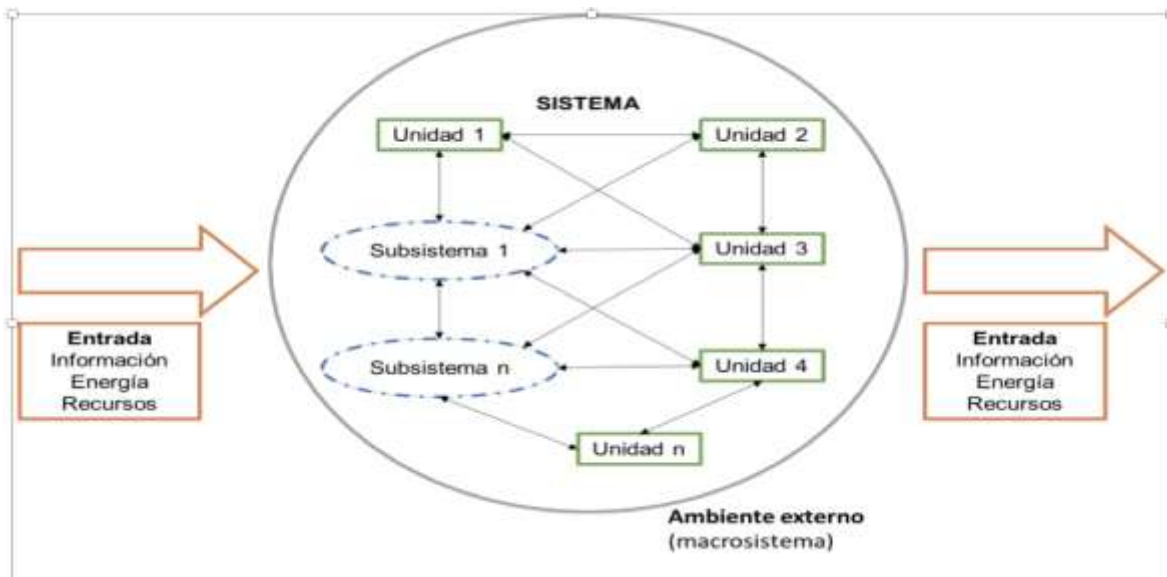 SISTEMA
Unidad 1
Unidad 2
Subsistema 1
Unidad 3
Entrada
Información
Energía
Recursos
Subsistema n
Unidad 4
Entrada
Información
Energía
Recursos
Unidad n
Ambiente externo
(macrosistema)